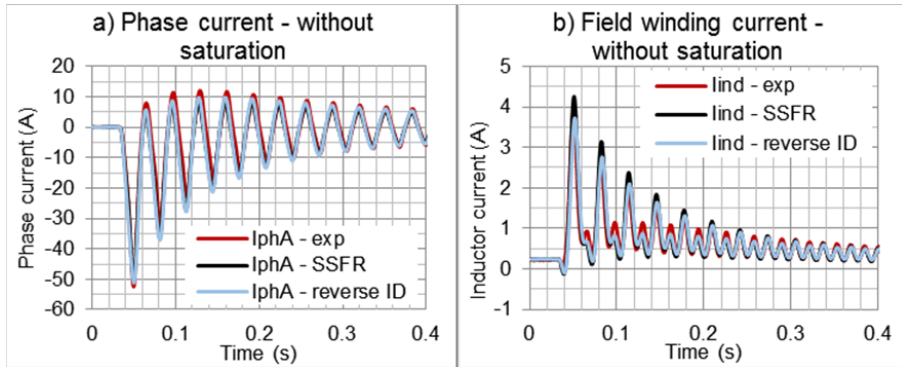 a) Phase current - without
saturation
20
10
0
-10
-20
-30
-40
-50
-60
Phase current (A)
IphA - exp
IphA - SSFR
IphA - reverse ID
0
0.1
0.2
0.3
0.4
Time (s)
b) Field winding current -
without saturation
5
4
3
2
1
0
-1
Inductor current (A)
Iind - exp
Iind - SSFR
Iind - reverse ID
0
0.1
0.2
0.3
0.4
Time (s)